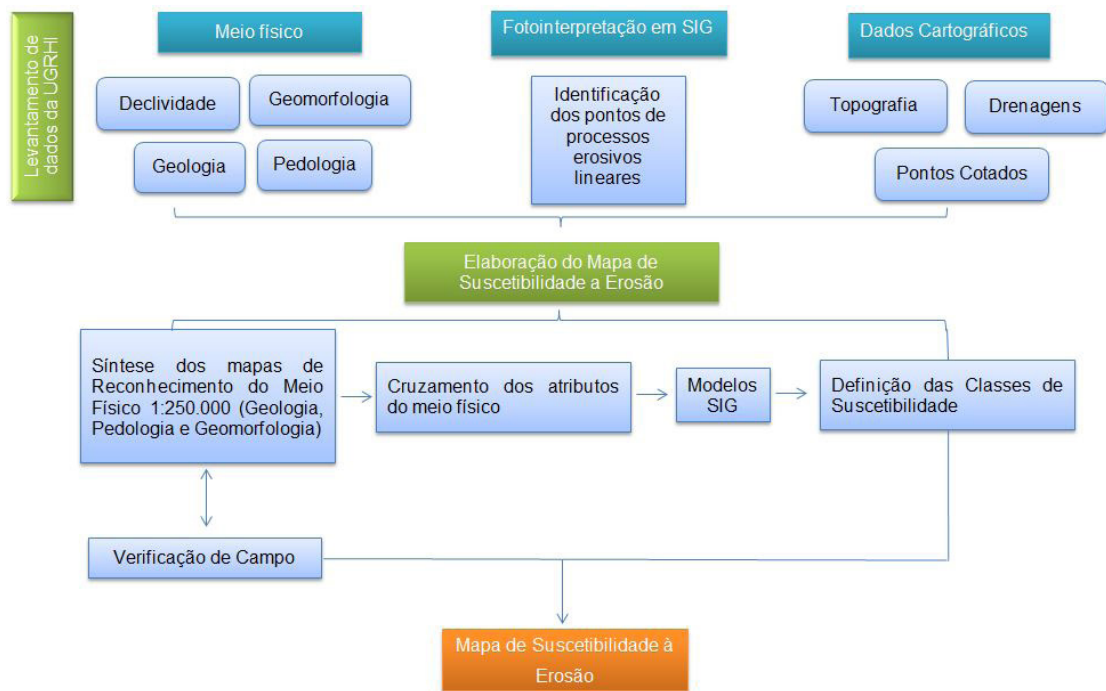 Levantamento de
dados da UGRHI
Meio físico
Fotointerpretação em SIG
Dados Cartográficos
Declividade
Geomorfologia
Geologia
Pedologia
Identificação
dos pontos de
processos
erosivos
lineares
Topografia
Drenagens
Pontos Cotados
Elaboração do Mapa de
Suscetibilidade a Erosão
Síntese dos mapas de
Reconhecimento do Meio
Físico 1:250.000 (Geologia,
Pedologia e Geomorfologia)
Cruzamento dos atributos
do meio físico
Modelos
SIG
Definição das Classes de
Suscetibilidade
Verificação de Campo
Mapa de Suscetibilidade à
Erosão